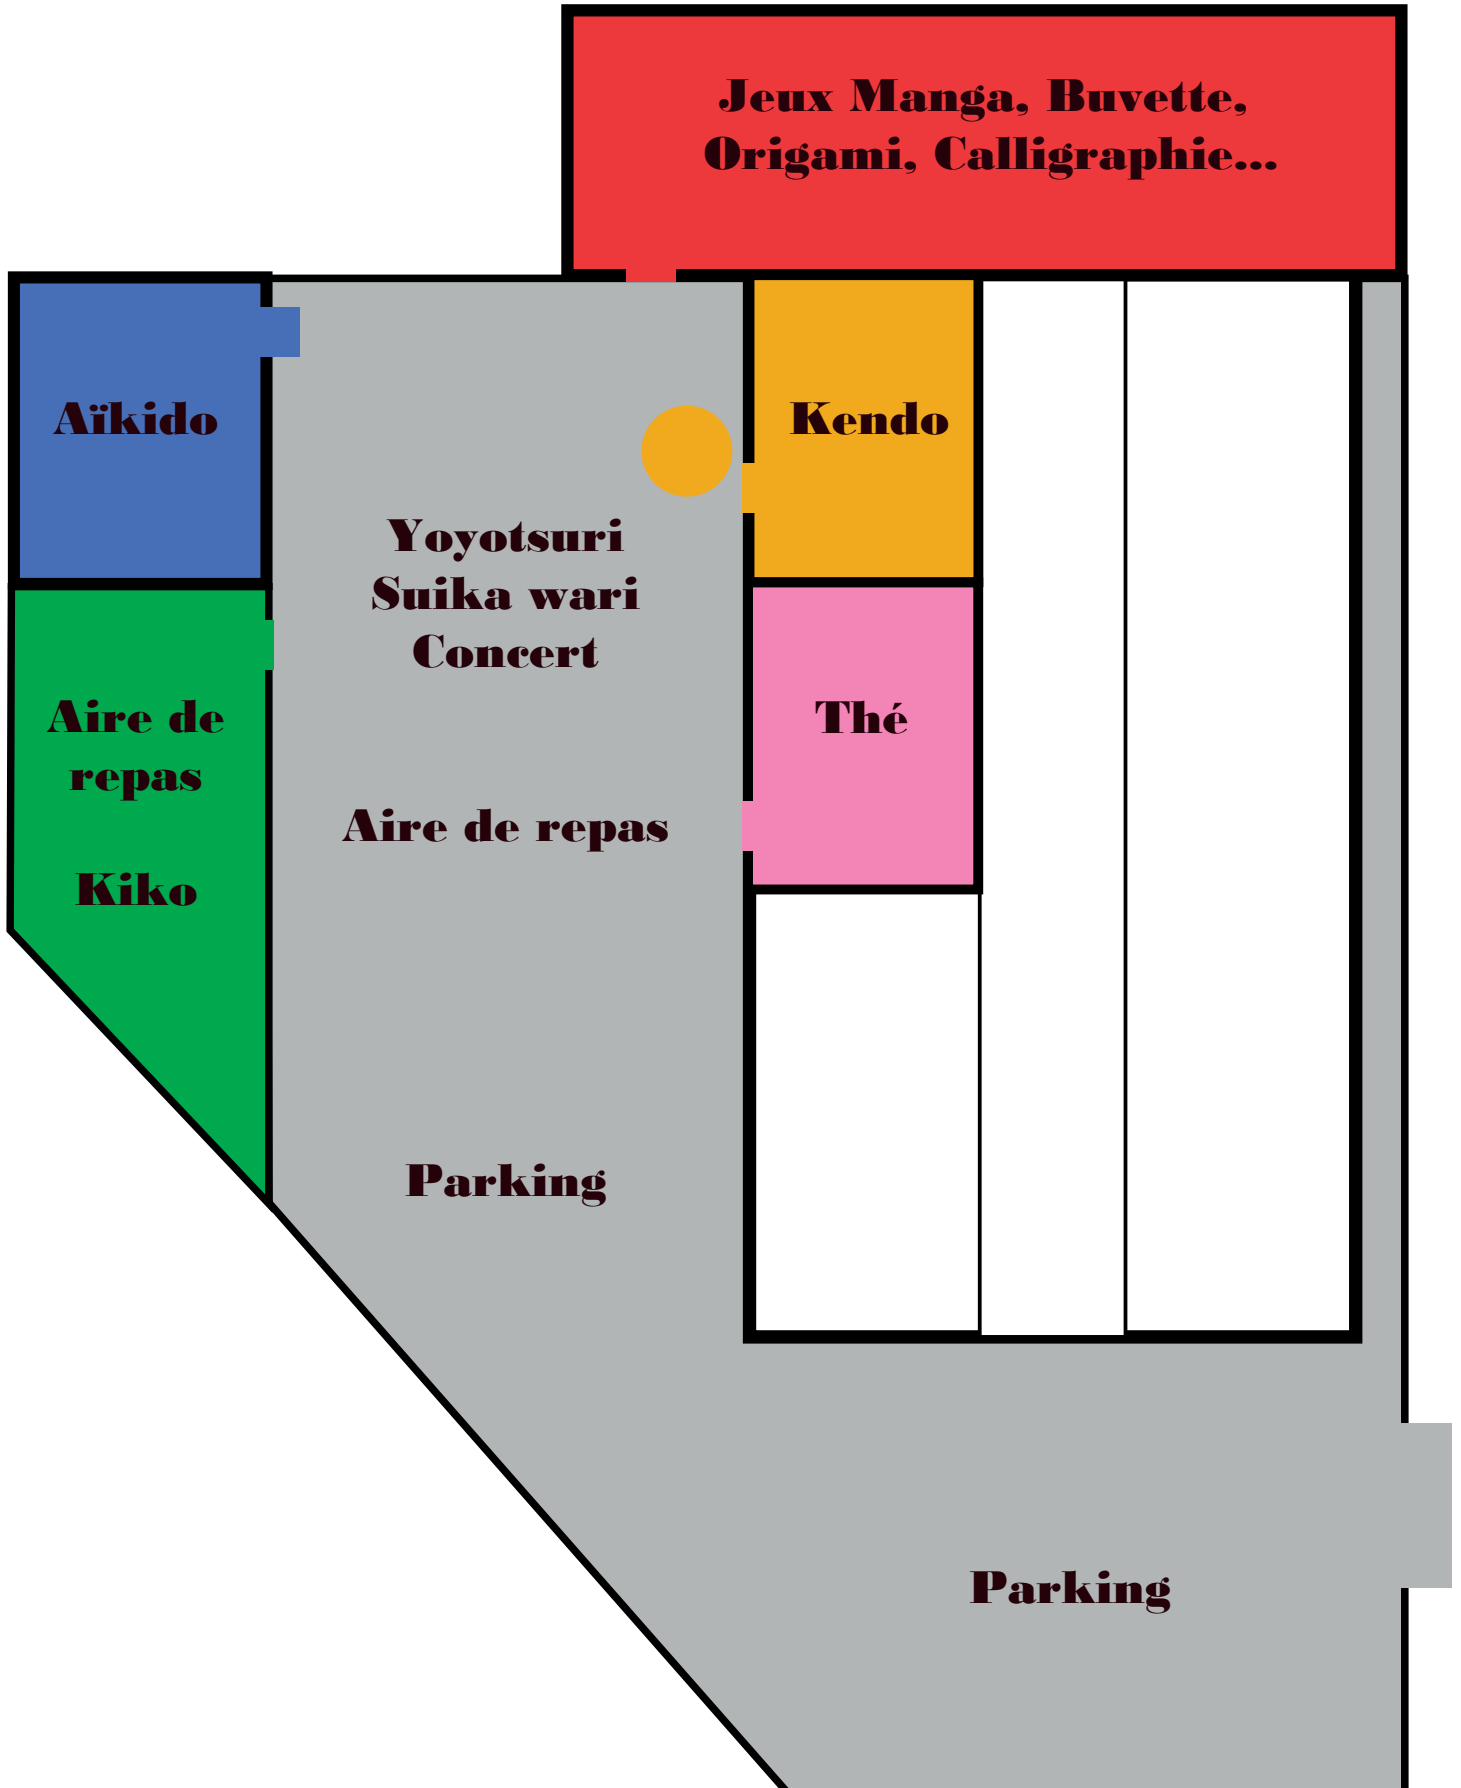 Jeux Manga, Buvette,
Origami, Calligraphie...
Aïkido
Kendo
Yoyotsuri
Suika wari
Concert
Aire de
repas
Kiko
Thé
Aire de repas
Parking
Parking